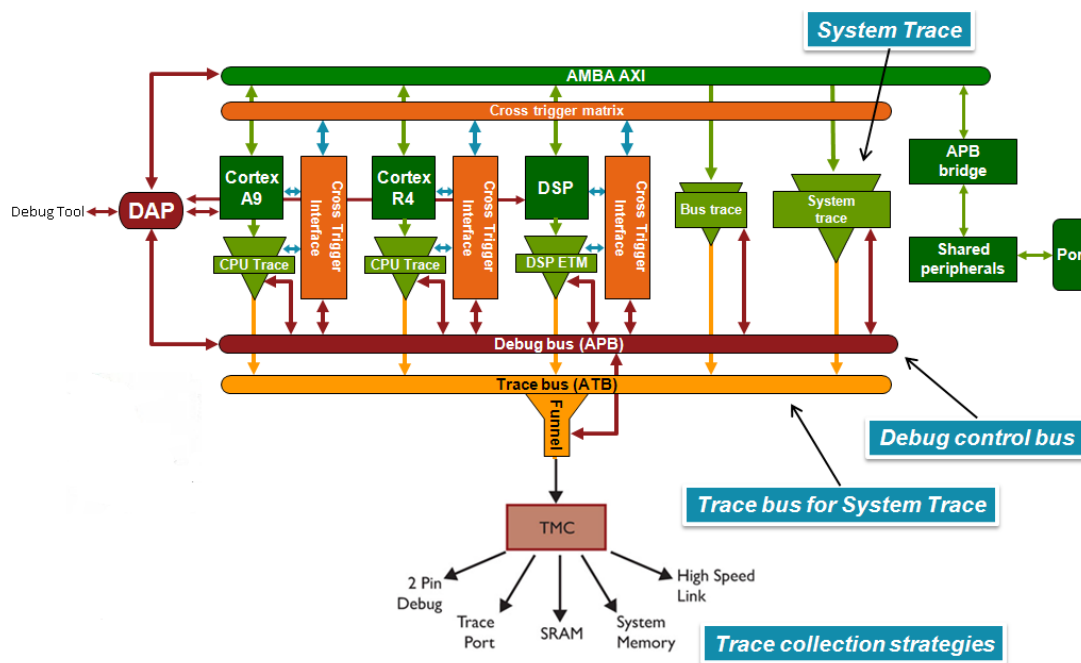 System Trace
AMBA AXI
Cross trigger matrix
Cortex
A9
Cross Trigger
Interface
Cortex
R4
Cross Trigger
Interface
DSP
Cross Trigger
Interface
Bus trace
System
trace
APB
bridge
Debug Tool
DAP
CPU Trace
CPU Trace
DSP ETM
Shared
peripherals
Por
Debug bus (APB)
Trace bus (ATB)
Funnel
Debug control bus
Trace bus for System Trace
TMC
2 Pin
Debug
Trace
Port
SRAM
System
Memory
High Speed
Link
Trace collection strategies